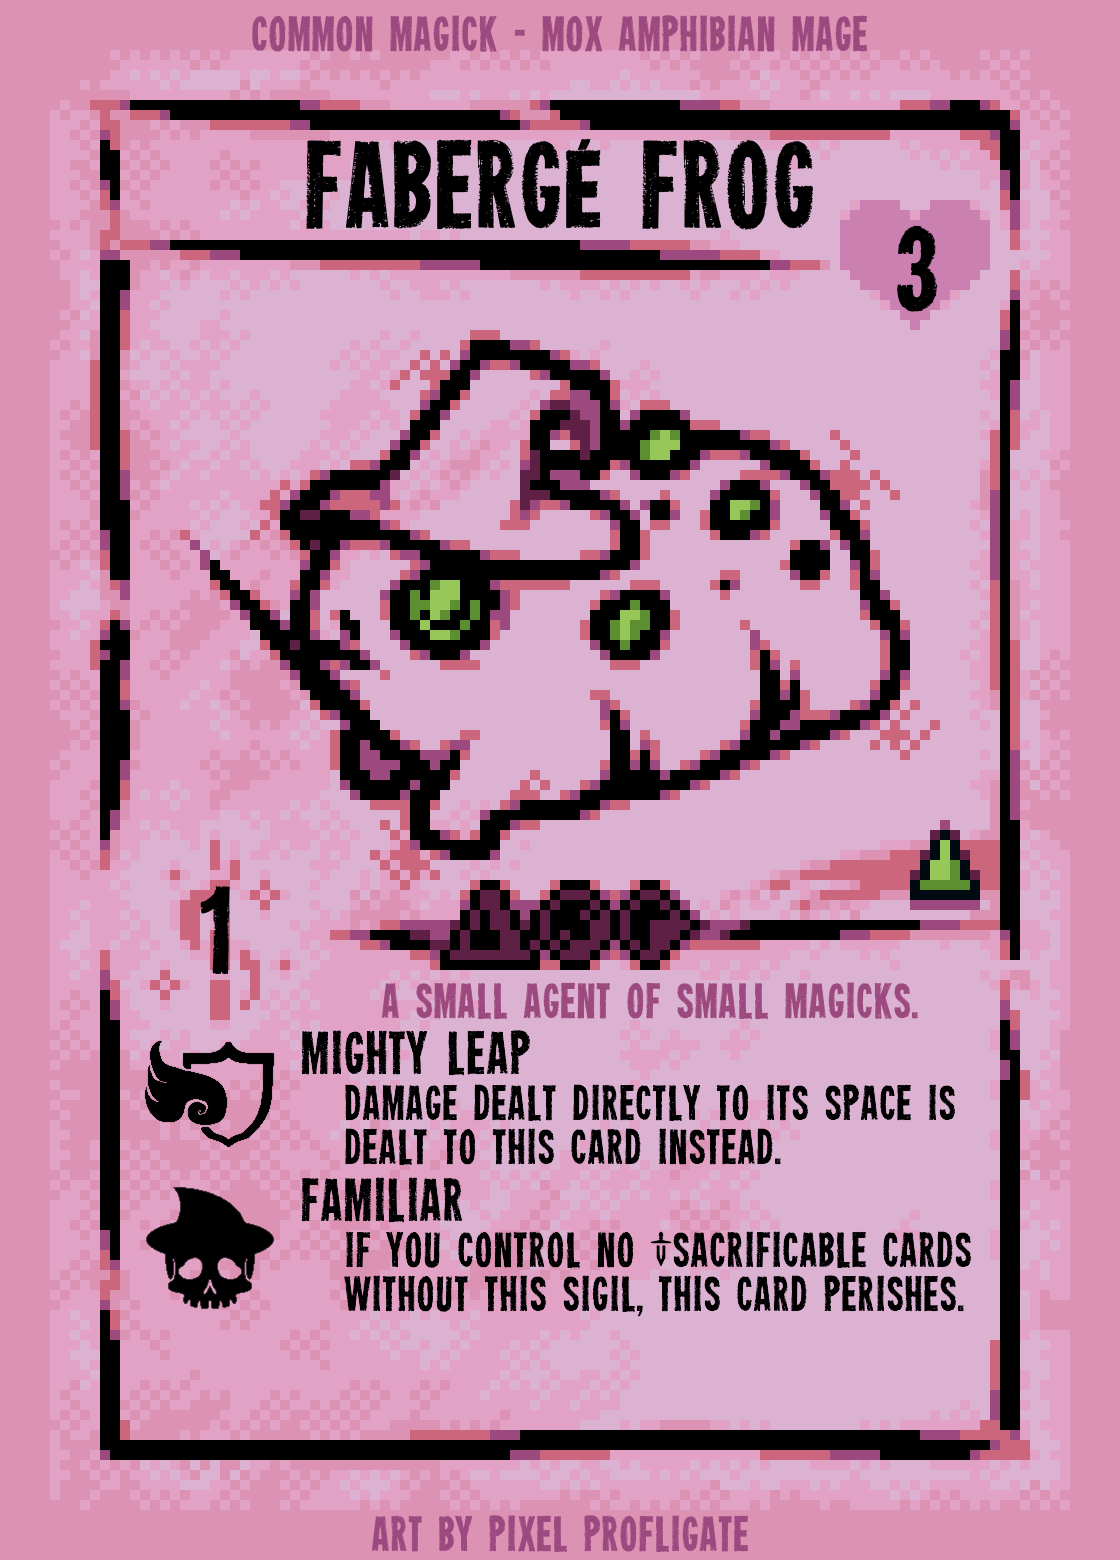 COMMON MAGICK - MOX AMPHIBIAN MAGE
FABERGÉ FROG
3
1
A SMALL AGENT OF SMALL MAGICKS.
MIGHTY LEAP
DAMAGE DEALT DIRECTLY TO ITS SPACE IS
DEALT TO THIS CARD INSTEAD.
FAMILIAR
IF YOU CONTROL NO SACRIFICABLE CARDS
WITHOUT THIS SIGIL, THIS CARD PERISHES.
ART BY PIXEL PROFLIGATE